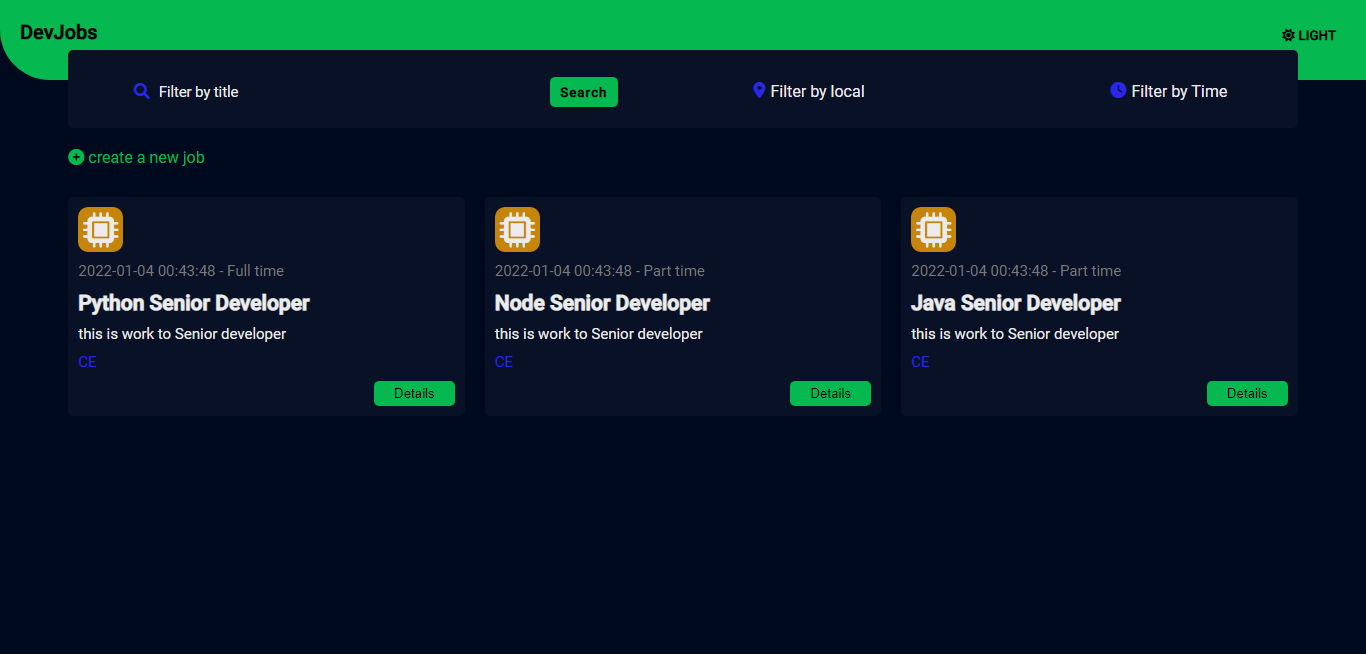 DevJobs
LIGHT
Filter by title
Search
Filter by local
Filter by Time
create a new job
2022-01-04 00:43:48 - Full time
Python Senior Developer
this is work to Senior developer
CE
Details
2022-01-04 00:43:48 - Part time
Node Senior Developer
this is work to Senior developer
CE
Details
2022-01-04 00:43:48 - Part time
Java Senior Developer
this is work to Senior developer
CE
Details